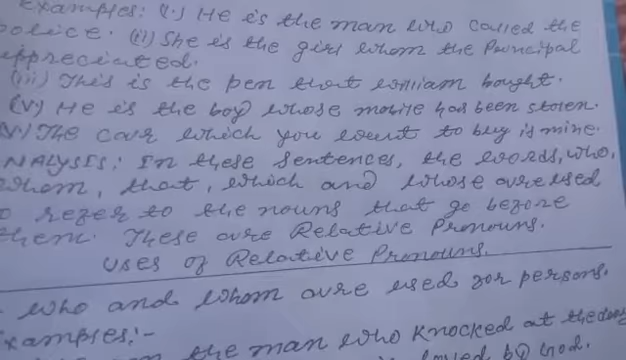 Examples: (i.) He is the man who called the
police. (ii) She is the girl whom the Principal
appreciated.
(iii) This is the pen that william bought.
(V) He is the boy whose mobile has been stolen.
V) The car which you want to buy is mine.
NALYSIS: In these sentences, the words, who,
whom, that, which and whose are used
o refer to the nouns that go before
them. These are Relative Pronouns.
USES of Relative Pronouns.
who and whom are used for persons.
xamples:-
the man who knocked at the door
by God.